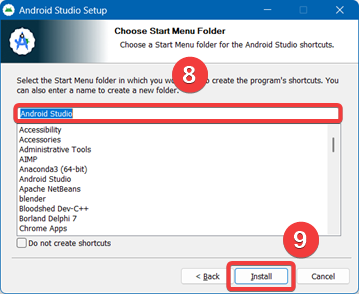 Android Studio Setup
Choose Start Menu Folder
Choose a Start Menu folder for the Android Studio shortcuts.
8
Select the Start Menu folder in which you wo to create the program's shortcuts. You
can also enter a name to create a new folder.
Android Studio
Accessibility
Accessories
Administrative Tools
AIMP
Anaconda3 (64-bit)
Android Studio
Apache NetBeans
blender
Bloodshed Dev-C++
Borland Delphi 7
Chrome Apps
Do not create shortcuts
9
< Back
Install
Cancel